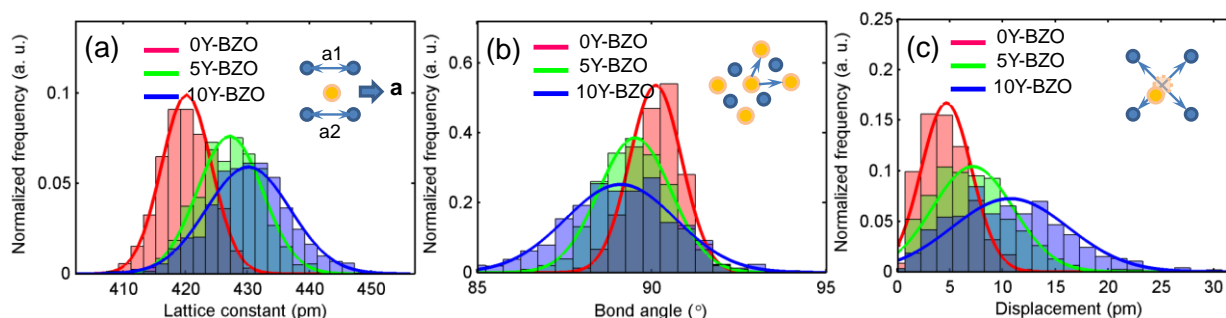 (a)
0Y-BZO
5Y-BZO
10Y-BZO
a1
a
a2
Normalized frequency (a. u.)
0.1
0.05
0
410
420
430
440
450
Lattice constant (pm)
(b)
0Y-BZO
5Y-BZO
10Y-BZO
Normalized frequency (a. u.)
0.6
0.4
0.2
0
85
90
95
Bond angle (°)
(c)
0Y-BZO
5Y-BZO
10Y-BZO
Normalized frequency (a. u.)
0.25
0.2
0.15
0.1
0.05
0
0
5
10
15
20
25
30
Displacement (pm)